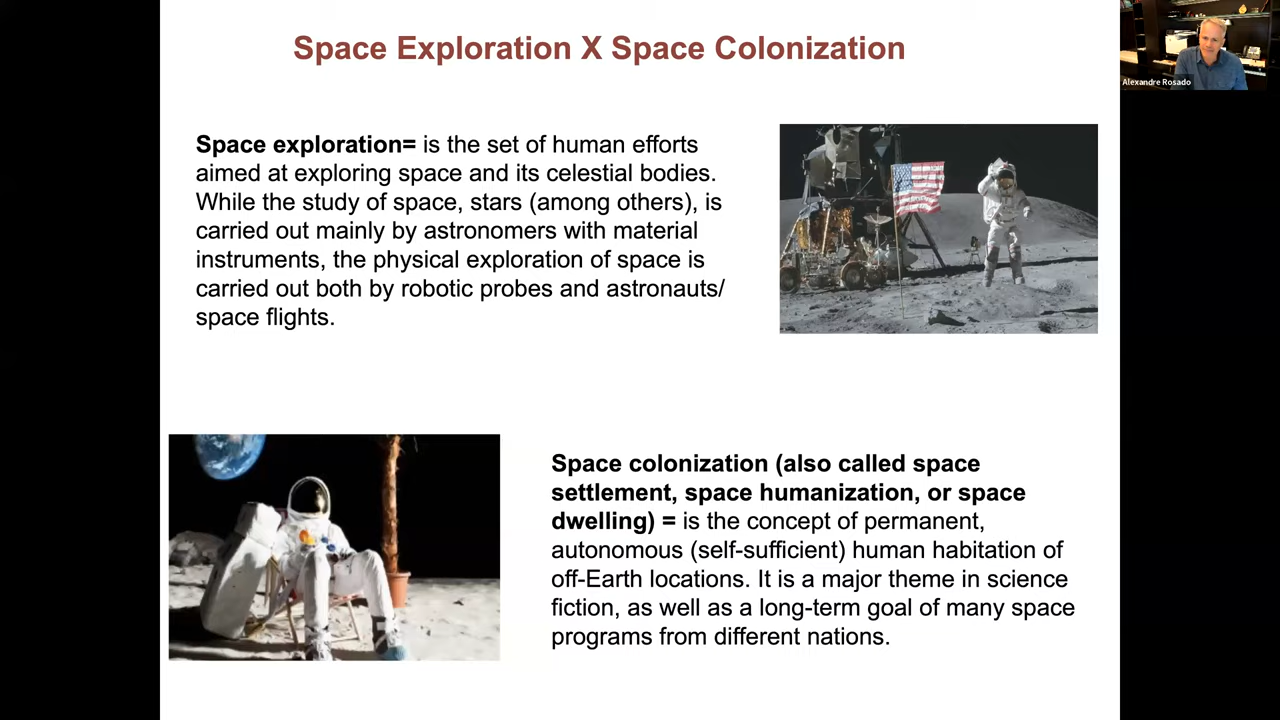 Space Exploration X Space Colonization
Alexandre Rosado
Space exploration= is the set of human efforts
aimed at exploring space and its celestial bodies.
While the study of space, stars (among others), is
carried out mainly by astronomers with material
instruments, the physical exploration of space is
carried out both by robotic probes and astronauts/
space flights.
Space colonization (also called space
settlement, space humanization, or space
dwelling) = is the concept of permanent,
autonomous (self-sufficient) human habitation of
off-Earth locations. It is a major theme in science
fiction, as well as a long-term goal of many space
programs from different nations.